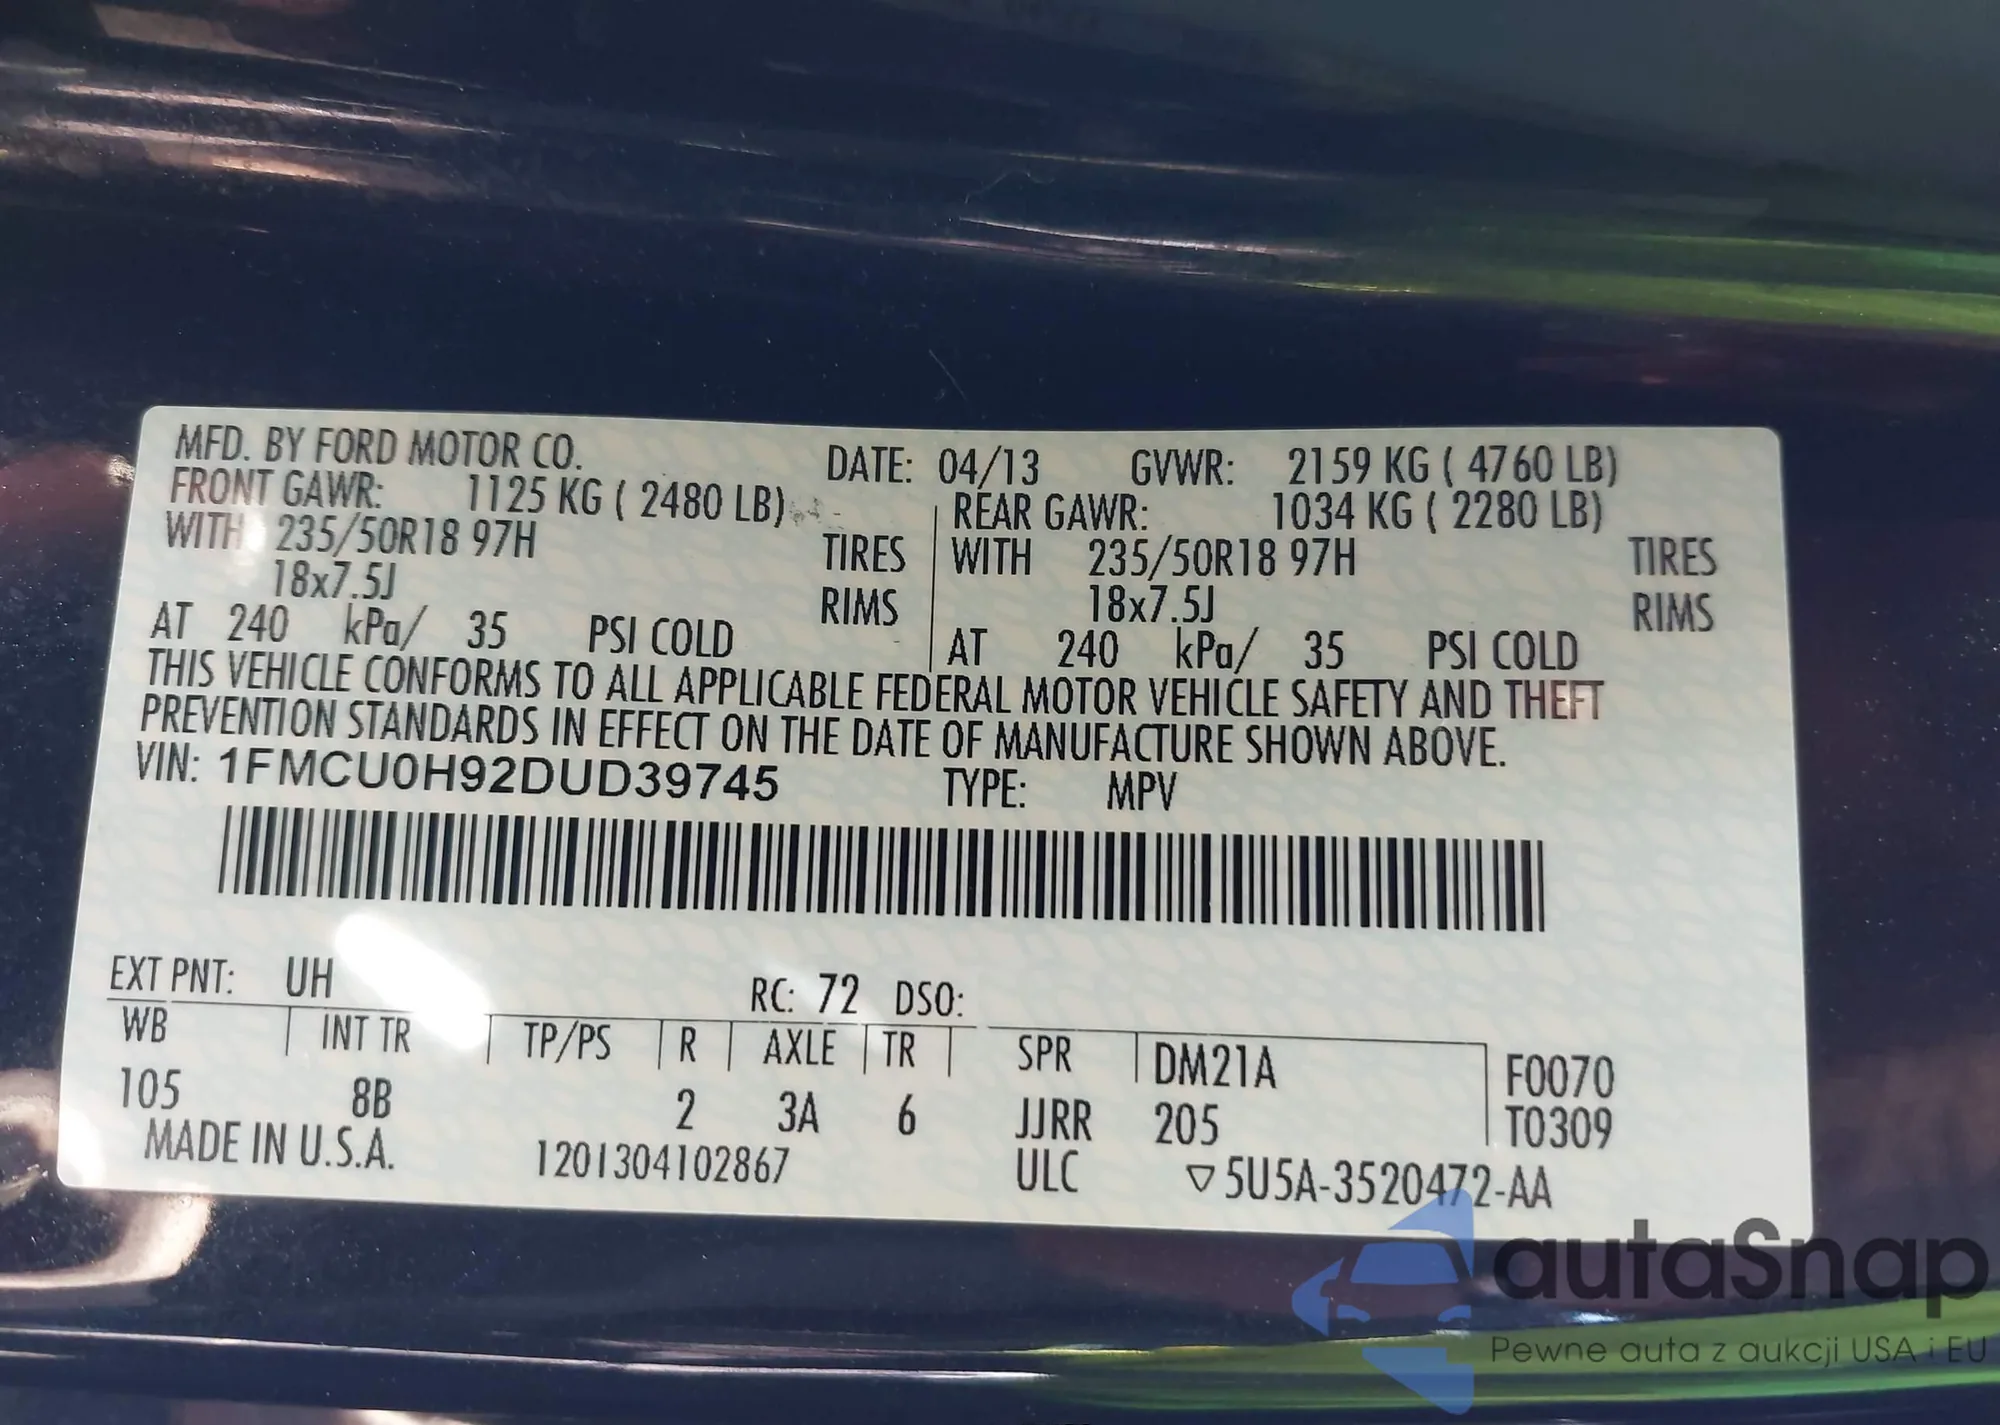 MFD. BY FORD MOTOR CO. DATE: 04/13 GVWR: 2159 KG ( 4760 LB)
FRONT GAWR: 1125 KG ( 2480 LB) REAR GAWR: 1034 KG ( 2280 LB)
WITH 235/50R18 97H TIRES WITH 235/50R18 97H TIRES
18x7.5J RIMS 18x7.5J RIMS
AT 240 kPa/ 35 PSI COLD AT 240 kPa/ 35 PSI COLD
THIS VEHICLE CONFORMS TO ALL APPLICABLE FEDERAL MOTOR VEHICLE SAFETY AND THEFT
PREVENTION STANDARDS IN EFFECT ON THE DATE OF MANUFACTURE SHOWN ABOVE.
VIN: 1FMCU0H92DUD39745 TYPE: MPV
EXT PNT: UH RC: 72 DSO:
WB INT TR TP/PS R AXLE TR SPR DM21A F0070
105 8B 2 3A 6 JJRR 205 T0309
MADE IN U.S.A. 1201304102867 ULC ▽5U5A-3520472-AA
autaSnap
Pewne auta z aukcji USA i EU